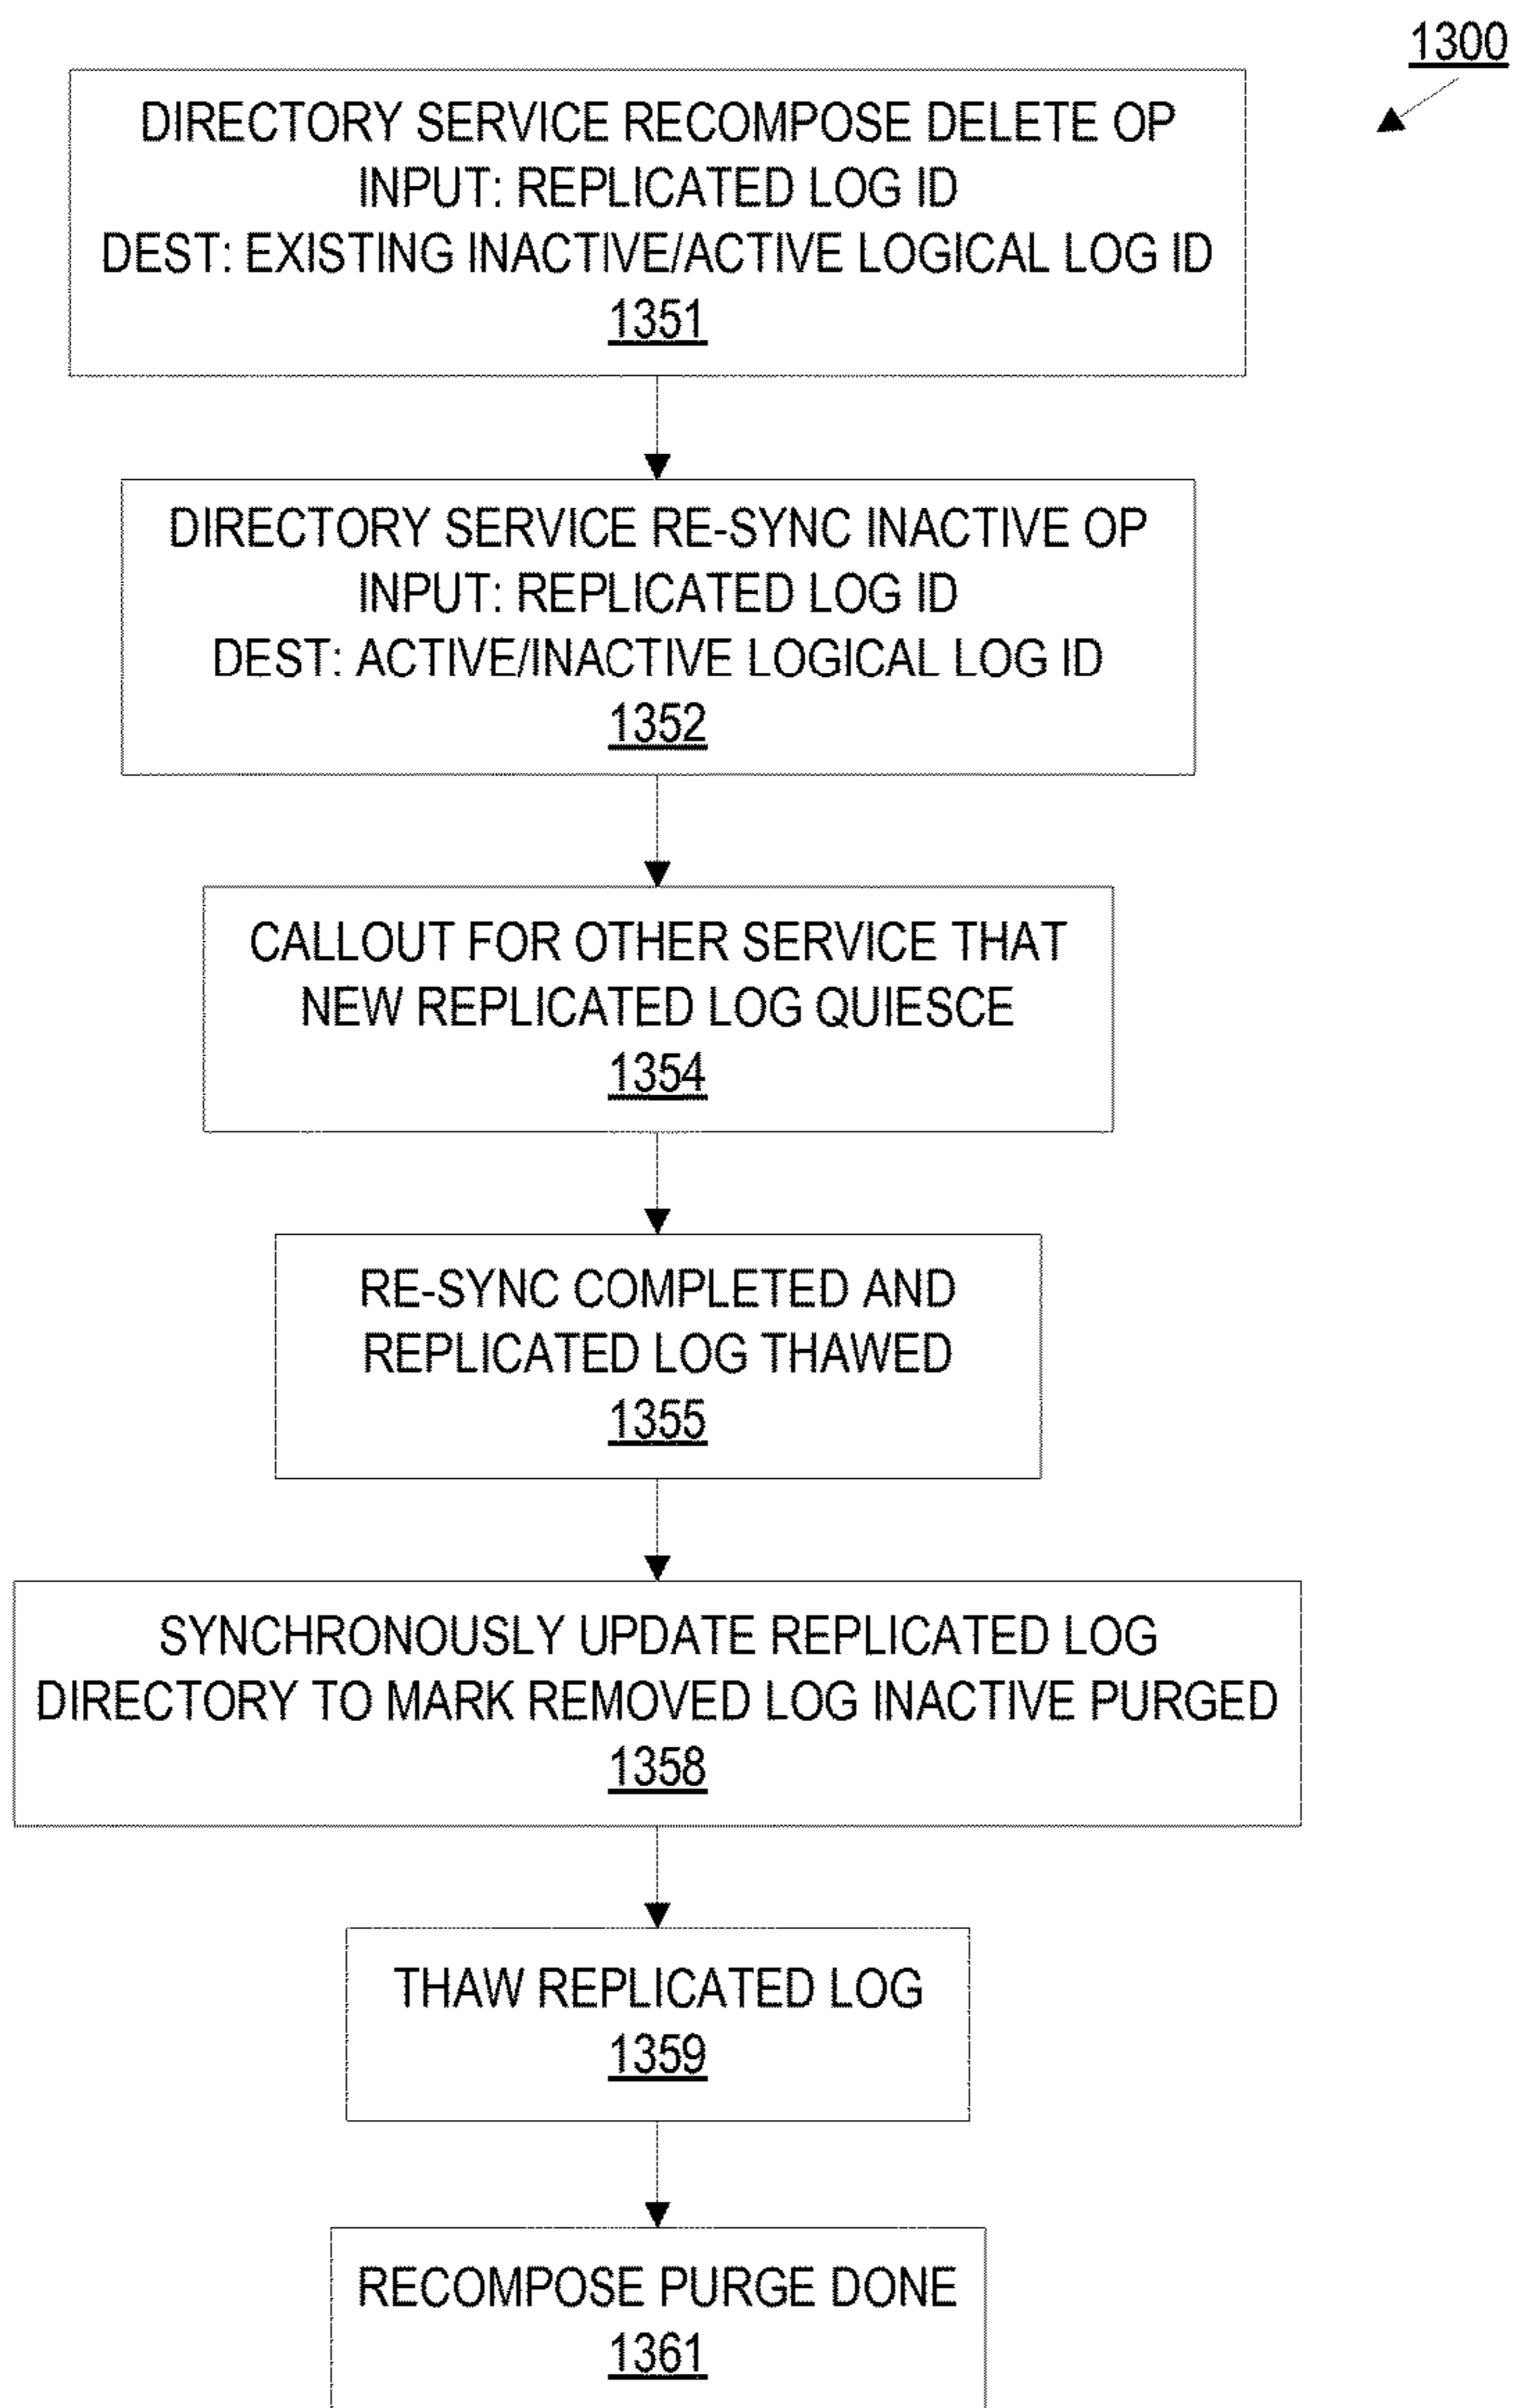 1300
DIRECTORY SERVICE RECOMPOSE DELETE OP
INPUT: REPLICATED LOG ID
DEST: EXISTING INACTIVE/ACTIVE LOGICAL LOG ID
1351
DIRECTORY SERVICE RE-SYNC INACTIVE OP
INPUT: REPLICATED LOG ID
DEST: ACTIVE/INACTIVE LOGICAL LOG ID
1352
CALLOUT FOR OTHER SERVICE THAT
NEW REPLICATED LOG QUIESCE
1354
RE-SYNC COMPLETED AND
REPLICATED LOG THAWED
1355
SYNCHRONOUSLY UPDATE REPLICATED LOG
DIRECTORY TO MARK REMOVED LOG INACTIVE PURGED
1358
THAW REPLICATED LOG
1359
RECOMPOSE PURGE DONE
1361